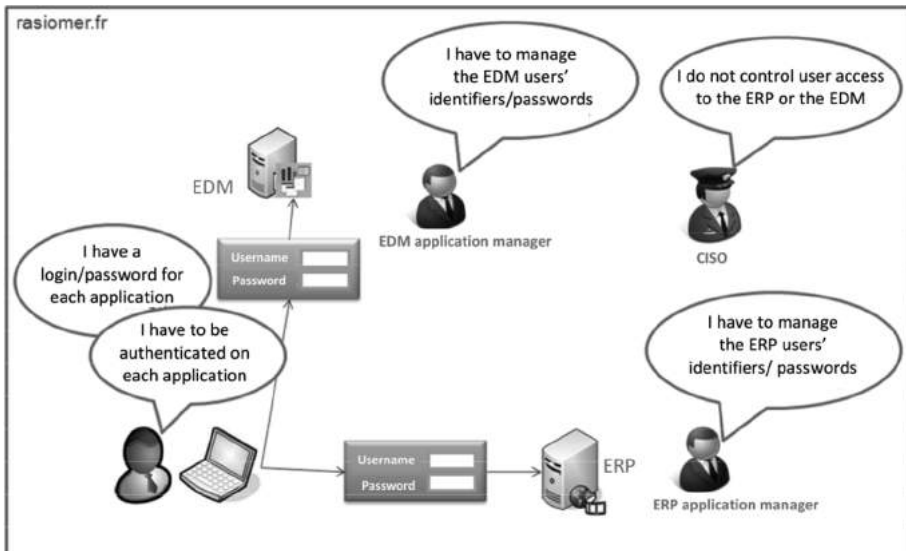 rasiomer.fr
I have to manage
the EDM users'
identifiers/passwords
I do not control user access
to the ERP or the EDM
EDM
EDM application manager
CISO
Username
Password
I have a
login/password for
each application
I have to be
authenticated on
each application
I have to manage
the ERP users'
identifiers/ passwords
Username
Password
ERP
ERP application manager